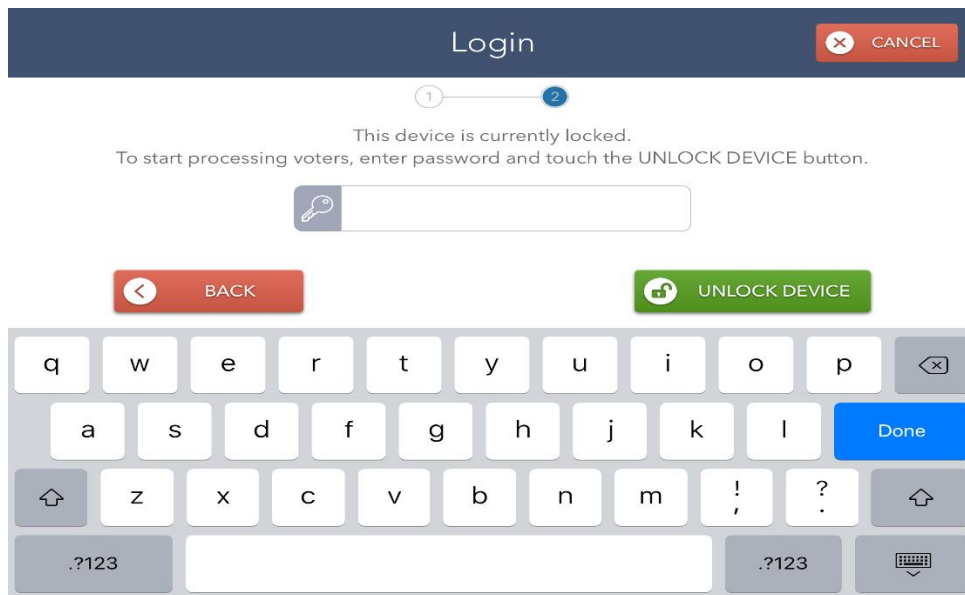 Login
CANCEL
1 2
This device is currently locked.
To start processing voters, enter password and touch the UNLOCK DEVICE button.
BACK
UNLOCK DEVICE
q w e r t y u i o p
a s d f g h j k l Done
z x c v b n m ! , ? .
.?123 .?123